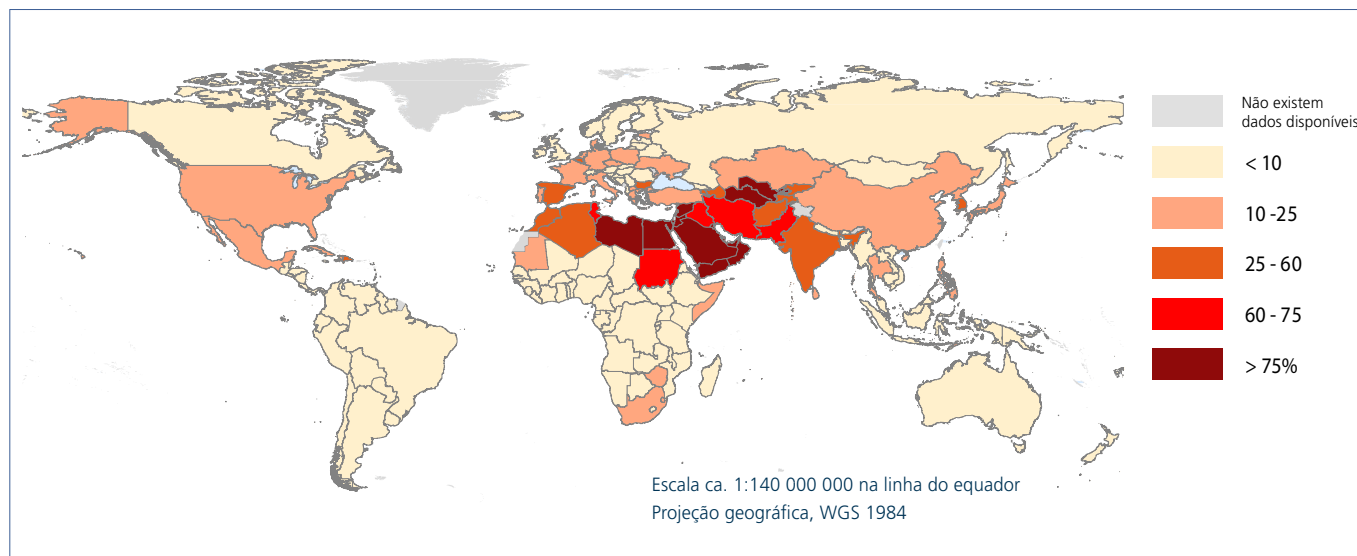 Não existem
dados disponíveis
< 10
10 -25
25 - 60
60 - 75
> 75%
Escala ca. 1:140 000 000 na linha do equador
Projeção geográfica, WGS 1984